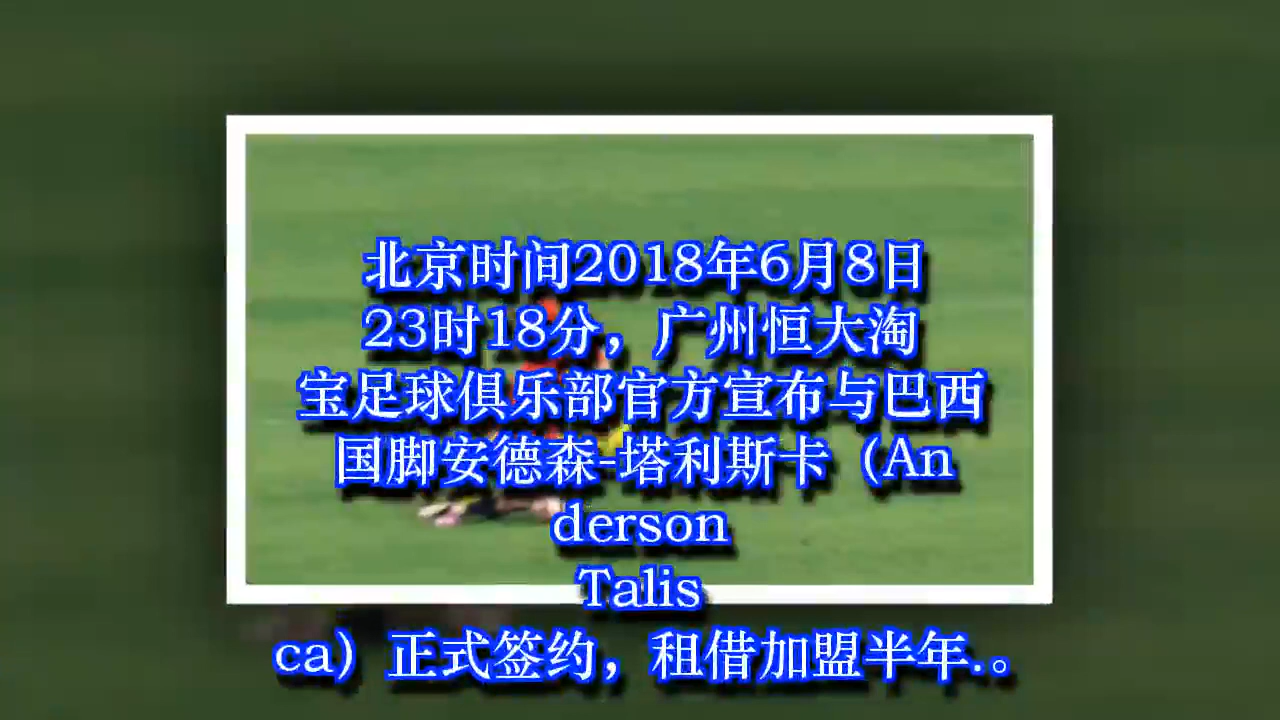 北京时间2018年6月8日
23时18分，广州恒大淘
宝足球俱乐部官方宣布与巴西
国脚安德森-塔利斯卡（An
derson
Talis
ca）正式签约，租借加盟半年.。